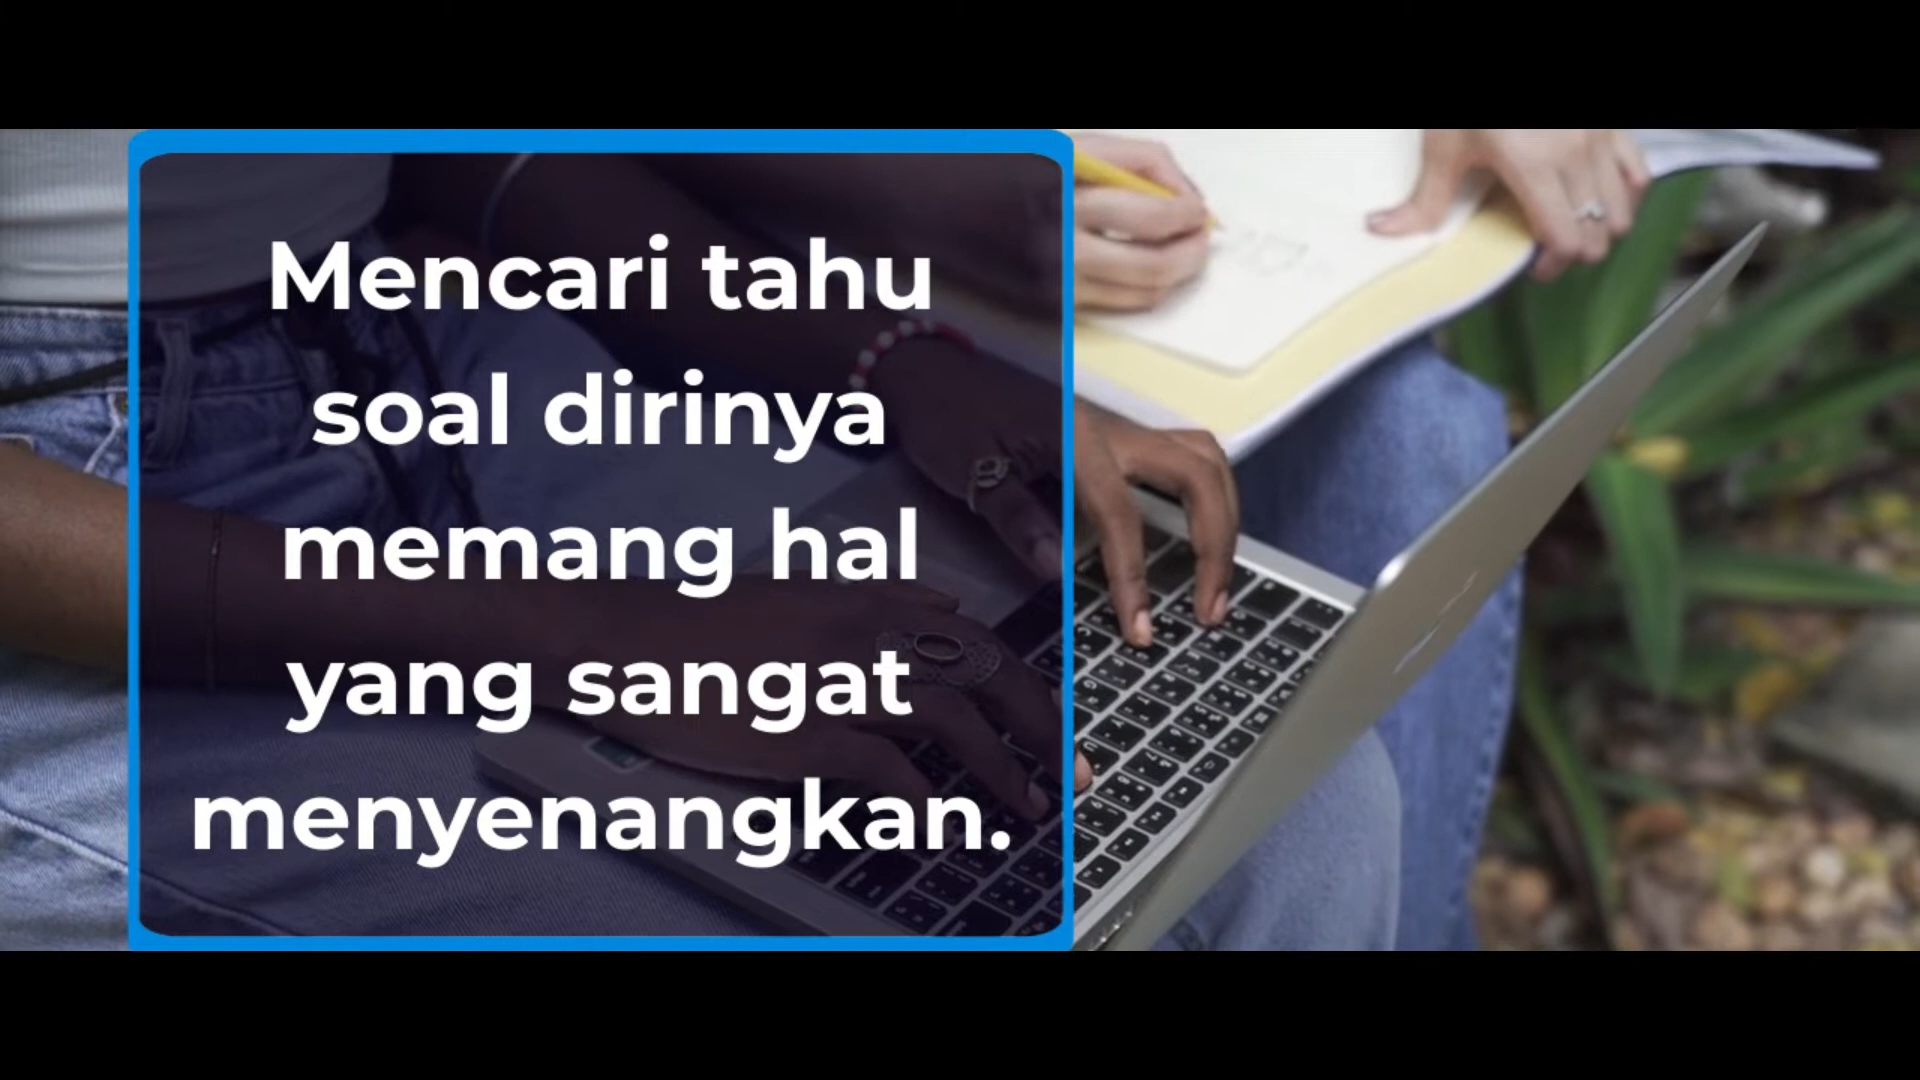 Mencari tahu
soal dirinya
memang hal
yang sangat
menyenangkan.